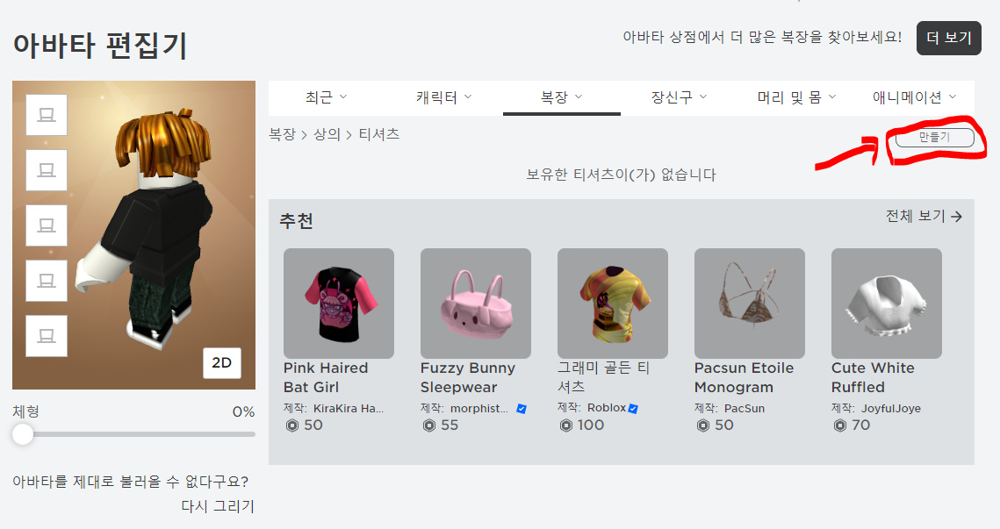 아바타 편집기
아바타 상점에서 더 많은 복장을 찾아보세요!
더 보기
최근
캐릭터
복장
장신구
머리 및 몸
애니메이션
복장 > 상의 > 티셔츠
만들기
보유한 티셔츠이(가) 없습니다
추천
전체 보기
Pink Haired
Bat Girl
제작: KiraKira Ha...
50
Fuzzy Bunny
Sleepwear
제작: morphist...
55
그래미 골든 티
셔츠
제작: Roblox
100
Pacsun Etoile
Monogram
제작: PacSun
50
Cute White
Ruffled
제작: JoyfulJoye
70
2D
체형
0%
아바타를 제대로 불러올 수 없다구요?
다시 그리기